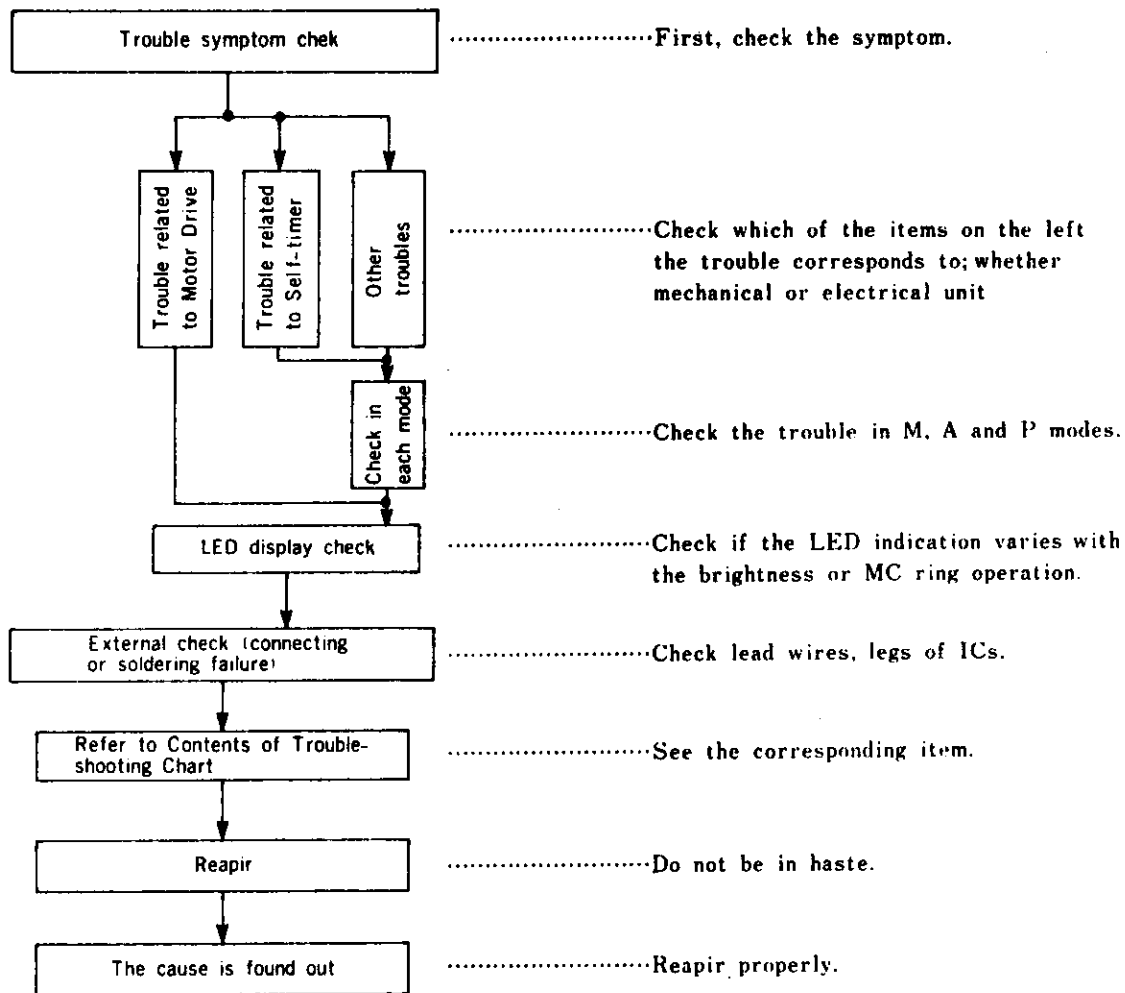 Trouble symptom chek
........................First, check the symptom.
Trouble related
to Motor Drive
Trouble related
to Self-timer
Other
troubles
........................Check which of the items on the left
the trouble corresponds to; whether
mechanical or electrical unit
Check in
each mode
........................Check the trouble in M, A and P modes.
LED display check
........................Check if the LED indication varies with
the brightness or MC ring operation.
External check (connecting
or soldering failure)
........................Check lead wires, legs of ICs.
Refer to Contents of Trouble-
shooting Chart
........................See the corresponding item.
Reapir
........................Do not be in haste.
The cause is found out
........................Reapir properly.